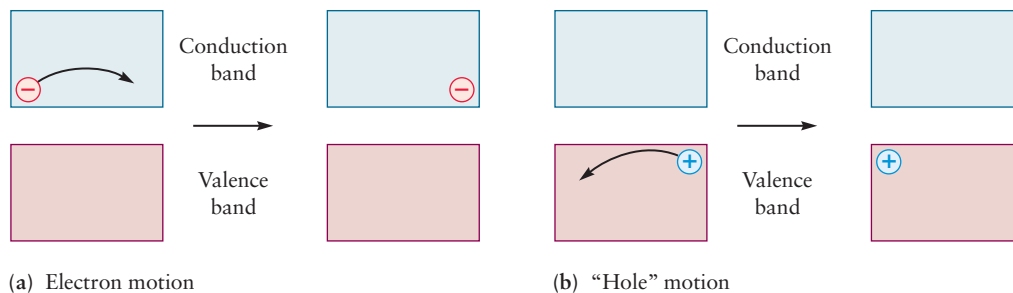 Conduction
band
Valence
band
(a) Electron motion
Conduction
band
Valence
band
(b) “Hole” motion